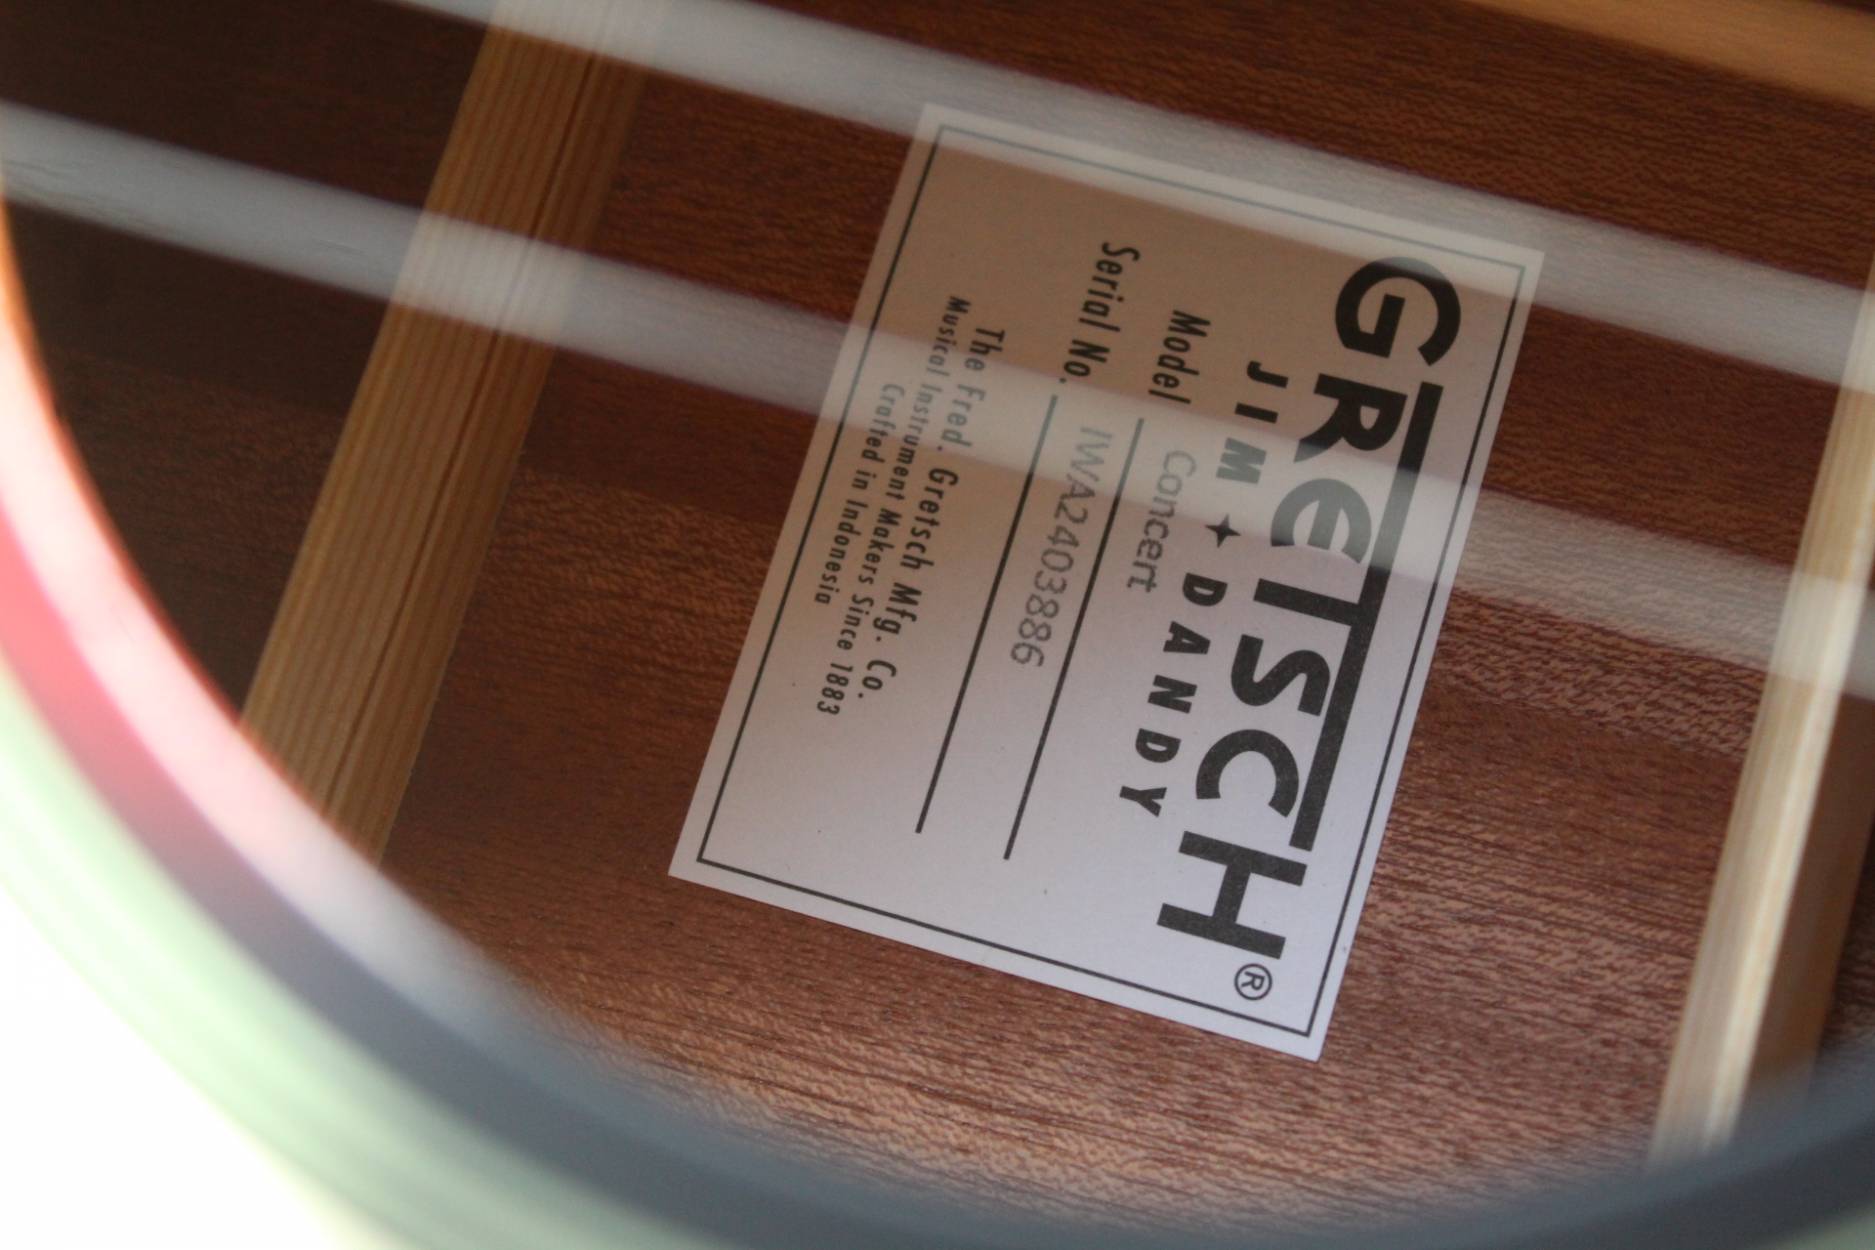 GRETSCH®
JIM ✦ DANDY
Model Concert
Serial No. IWA2403886
The Fred. Gretsch Mfg. Co.
Musical Instrument Makers Since 1883
Crafted in Indonesia